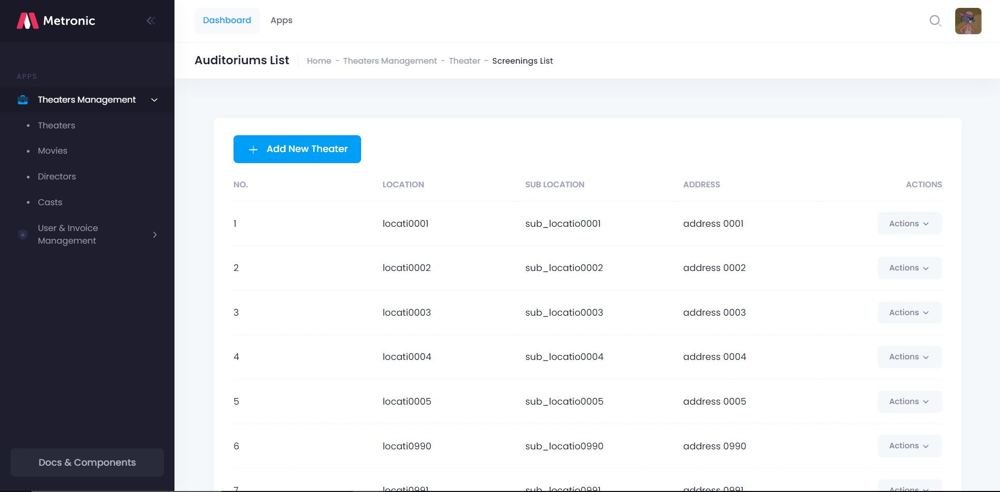 Metronic
Dashboard Apps
Auditoriums List Home - Theaters Management - Theater - Screenings List
APPS
Theaters Management
Theaters
Movies
Directors
Casts
User & Invoice
Management
Docs & Components
Add New Theater
NO. LOCATION SUB LOCATION ADDRESS ACTIONS
1 locati0001 sub_locatio0001 address 0001 Actions
2 locati0002 sub_locatio0002 address 0002 Actions
3 locati0003 sub_locatio0003 address 0003 Actions
4 locati0004 sub_locatio0004 address 0004 Actions
5 locati0005 sub_locatio0005 address 0005 Actions
6 locati0990 sub_locatio0990 address 0990 Actions
7 locati0991 sub_locatio0991 address 0991 Actions